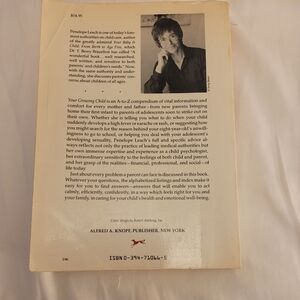 $16.95
Penelope Leach is one of today's fore-
most authorities on child care, author
of the greatly admired Your Baby &
Child: From Birth to Age Five, which
Dr. T. Berry Brazelton has called "A
wonderful book... well researched,
well written, and sensitive to both
parents' and children's needs." Now,
with the same authority and under-
standing, she discusses parents' con-
Your Growing Child is an A-to-Z compendium of vital information and
comfort for every mother and father—from new parents bringing
home their first infant to parents of adolescents soon to strike out on
their own. Whether she is telling you what to do when your child
suddenly develops a high fever or earache or rash, or suggesting how
you might search for the reasons behind your eight-year-old's unwill-
ingness to go to school, or helping you deal with your adolescent's
developing sexuality, Penelope Leach's full and specific advice al-
ways reflects not only the practice of leading medical authorities but
her own immense expertise and experience as a child psychologist,
her extraordinary sensitivity to the feelings of both child and parent,
and her grasp of the realities—financial, professional, and social—of
life today.
Just about every problem a parent can face is discussed in this book.
Whatever your questions, the alphabetized listings and index make it
easy for you to find answers—answers that will enable you to act
calmly, efficiently, confidently, in a way which feels right for you and
your family, in caring for your child's health and emotional well-being.
ALFRED A. KNOPF, PUBLISHER, NEW YORK
ISBN 0-394-71066-5